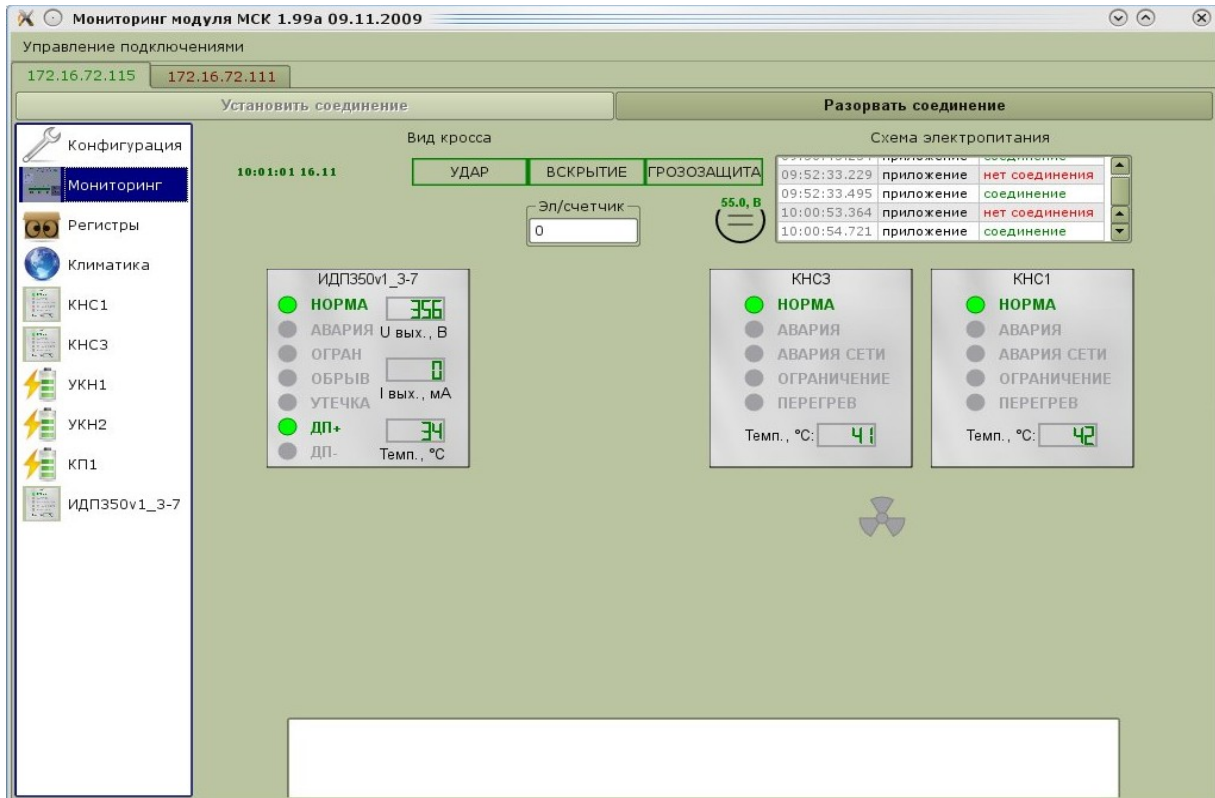 Мониторинг модуля МСК 1.99a 09.11.2009
Управление подключениями
172.16.72.115 172.16.72.111
Установить соединение Разорвать соединение
Конфигурация
Мониторинг
Регистры
Климатика
КНС1
КНС3
УКН1
УКН2
КП1
ИДП350v1_3-7
Вид кросса Схема электропитания
10:01:01 16.11 УДАР ВСКРЫТИЕ ГРОЗОЗАЩИТА
09:52:33.229 приложение нет соединения
09:52:33.495 приложение соединение
10:00:53.364 приложение нет соединения
10:00:54.721 приложение соединение
Эл/счетчик
0
55.0, В
ИДП350v1_3-7
НОРМА 356
АВАРИЯ U вых., В
ОГРАН
ОБРЫВ 0
УТЕЧКА I вых., мА
ДП+ 34
ДП- Темп., °C
КНС3
НОРМА
АВАРИЯ
АВАРИЯ СЕТИ
ОГРАНИЧЕНИЕ
ПЕРЕГРЕВ
Темп., °C: 41
КНС1
НОРМА
АВАРИЯ
АВАРИЯ СЕТИ
ОГРАНИЧЕНИЕ
ПЕРЕГРЕВ
Темп., °C: 42